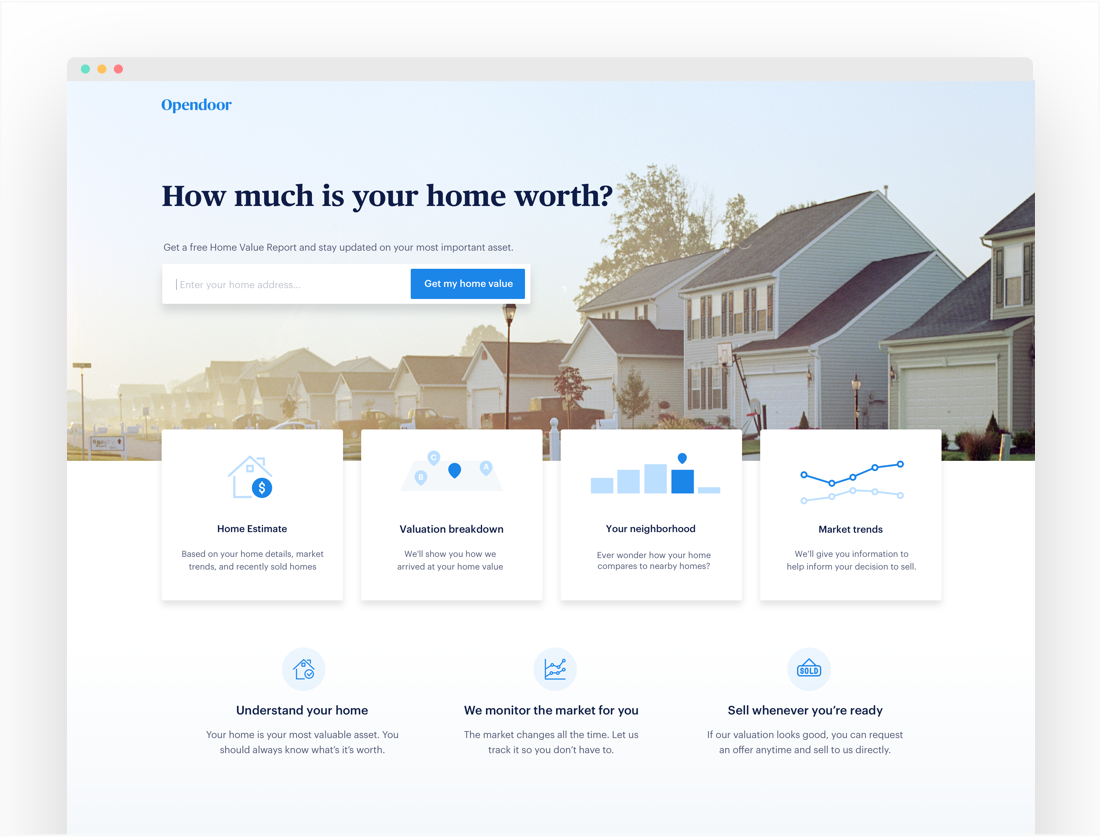 Opendoor
How much is your home worth?
Get a free Home Value Report and stay updated on your most important asset.
Enter your home address...
Get my home value
C
B
A
$
Home Estimate
Based on your home details, market
trends, and recently sold homes
Valuation breakdown
We'll show you how we
arrived at your home value
Your neighborhood
Ever wonder how your home
compares to nearby homes?
Market trends
We'll give you information to
help inform your decision to sell.
Understand your home
Your home is your most valuable asset. You
should always know what's it's worth.
We monitor the market for you
The market changes all the time. Let us
track it so you don't have to.
SOLD
Sell whenever you're ready
If our valuation looks good, you can request
an offer anytime and sell to us directly.